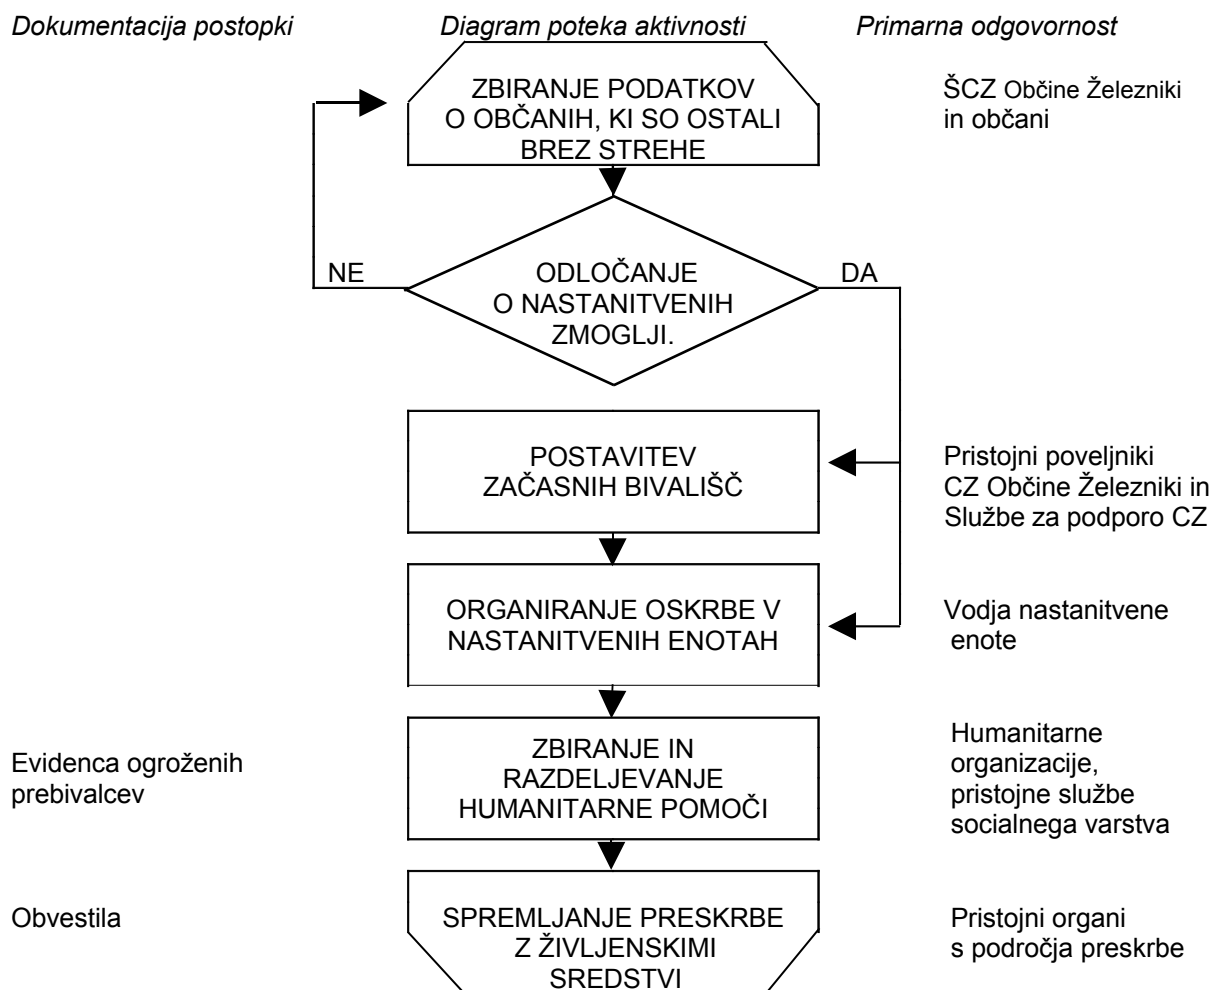 Dokumentacija postopki
Diagram poteka aktivnosti
Primarna odgovornost
ZBIRANJE PODATKOV
O OBČANIH, KI SO OSTALI
BREZ STREHE
ŠCZ Občine Železniki
in občani
NE
ODLOČANJE
O NASTANITVENIH
ZMOGLJI.
DA
POSTAVITEV
ZAČASNIH BIVALIŠČ
Pristojni poveljniki
CZ Občine Železniki in
Službe za podporo CZ
ORGANIRANJE OSKRBE V
NASTANITVENIH ENOTAH
Vodja nastanitvene
enote
Evidenca ogroženih
prebivalcev
ZBIRANJE IN
RAZDELJEVANJE
HUMANITARNE POMOČI
Humanitarne
organizacije,
pristojne službe
socialnega varstva
Obvestila
SPREMLJANJE PRESKRBE
Z ŽIVLJENSKIMI
SREDSTVI
Pristojni organi
s področja preskrbe